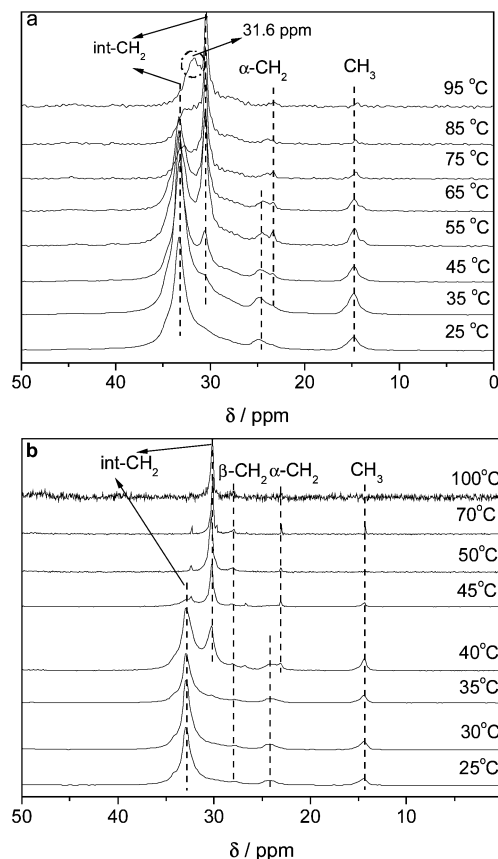 a
31.6 ppm
int-CH₂
α-CH₂
CH₃
95 °C
85 °C
75 °C
65 °C
55 °C
45 °C
35 °C
25 °C
50 40 30 20 10 0
δ / ppm
b
int-CH₂
β-CH₂ α-CH₂ CH₃
100°C
70°C
50°C
45°C
40°C
35°C
30°C
25°C
50 40 30 20 10
δ / ppm